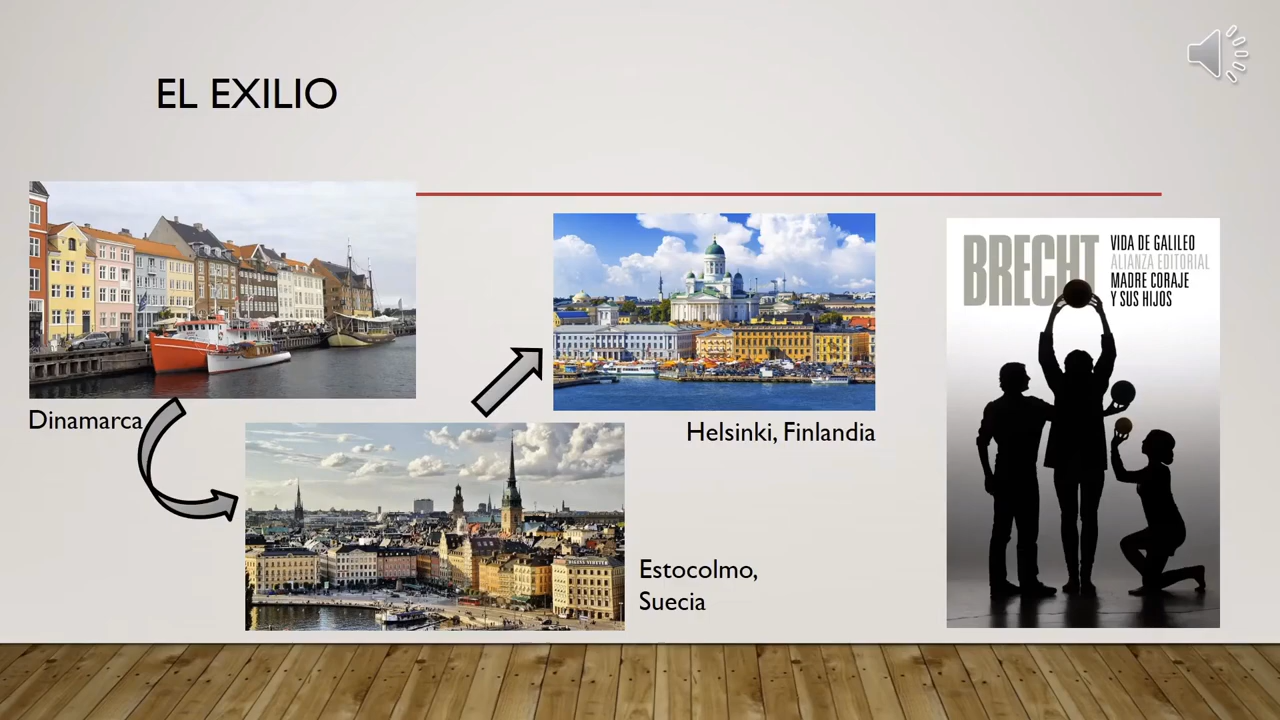 EL EXILIO
Dinamarca
Helsinki, Finlandia
Estocolmo,
Suecia
BRECHT
VIDA DE GALILEO
ALIANZA EDITORIAL
MADRE CORAJE
Y SUS HIJOS